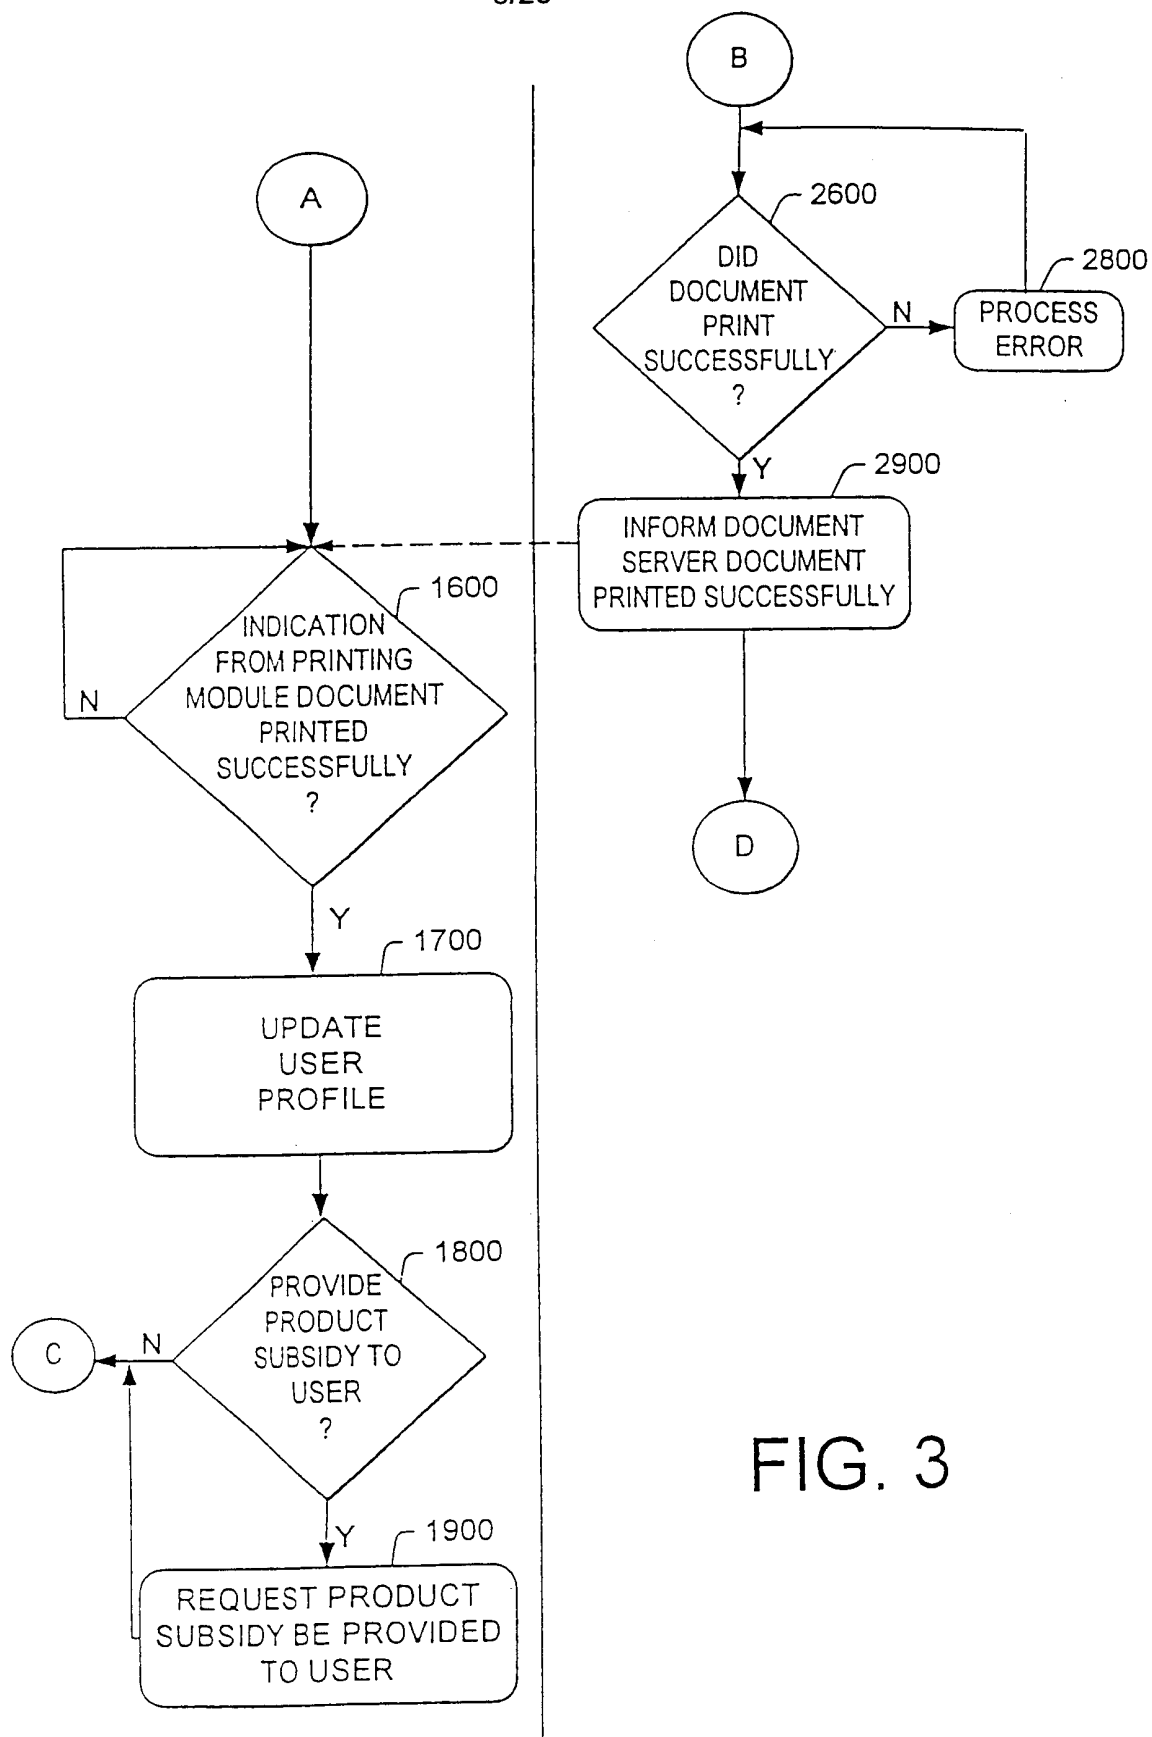 B
A
2600
DID
DOCUMENT
PRINT
SUCCESSFULLY
?
N
2800
PROCESS
ERROR
Y
2900
INFORM DOCUMENT
SERVER DOCUMENT
PRINTED SUCCESSFULLY
D
1600
INDICATION
FROM PRINTING
MODULE DOCUMENT
PRINTED
SUCCESSFULLY
?
N
Y
1700
UPDATE
USER
PROFILE
1800
PROVIDE
PRODUCT
SUBSIDY TO
USER
?
N
C
Y
1900
REQUEST PRODUCT
SUBSIDY BE PROVIDED
TO USER
FIG. 3